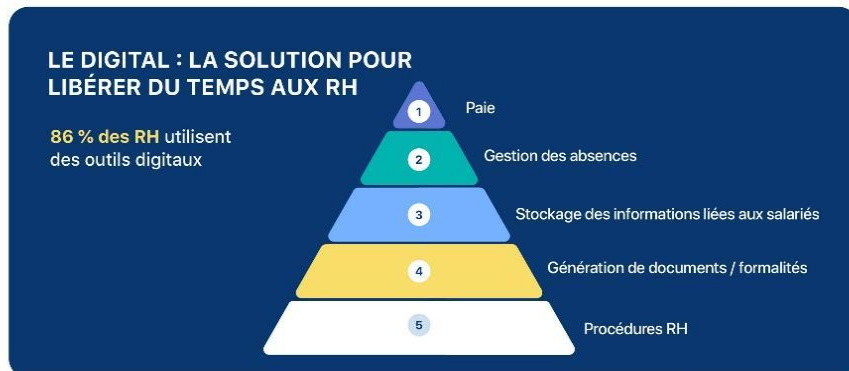 LE DIGITAL : LA SOLUTION POUR
LIBÉRER DU TEMPS AUX RH
86 % des RH utilisent
des outils digitaux
1
Paie
2
Gestion des absences
3
Stockage des informations liées aux salariés
4
Génération de documents / formalités
5
Procédures RH